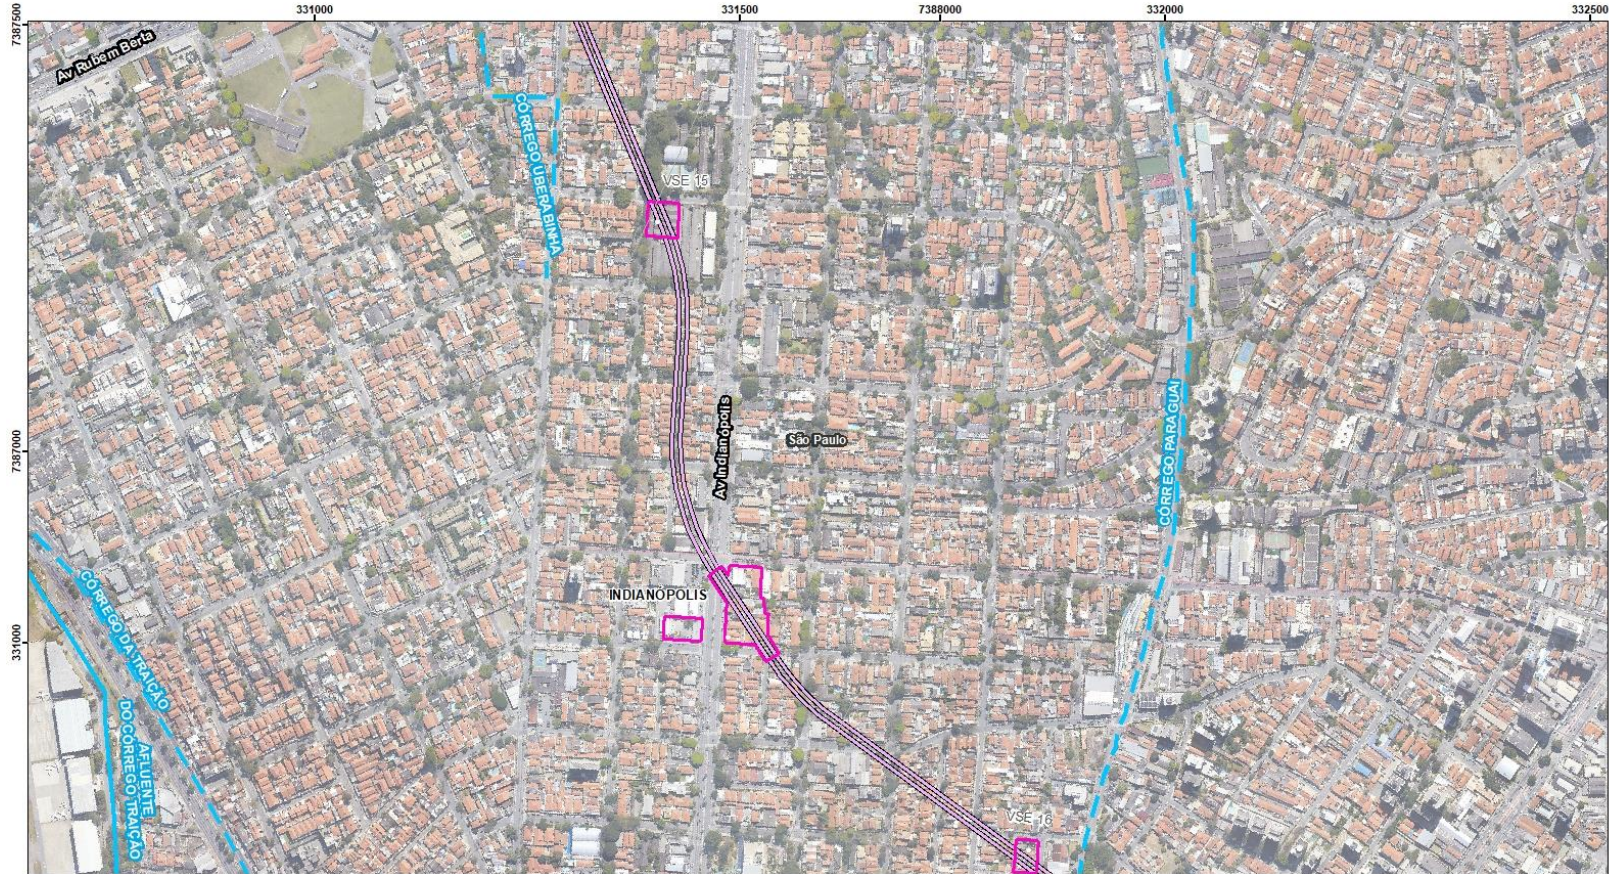 331000
331500
7388000
332000
332500
7387500
Av Rubem Berta
CÓRREGO UBERABINHA
VSE 15
Av Indianópolis
São Paulo
CÓRREGO PARAGUAI
7387000
INDIANÓPOLIS
CÓRREGO DA TRAIÇÃO
331000
AFLUENTE
DO CÓRREGO TRAIÇÃO
VSE 16